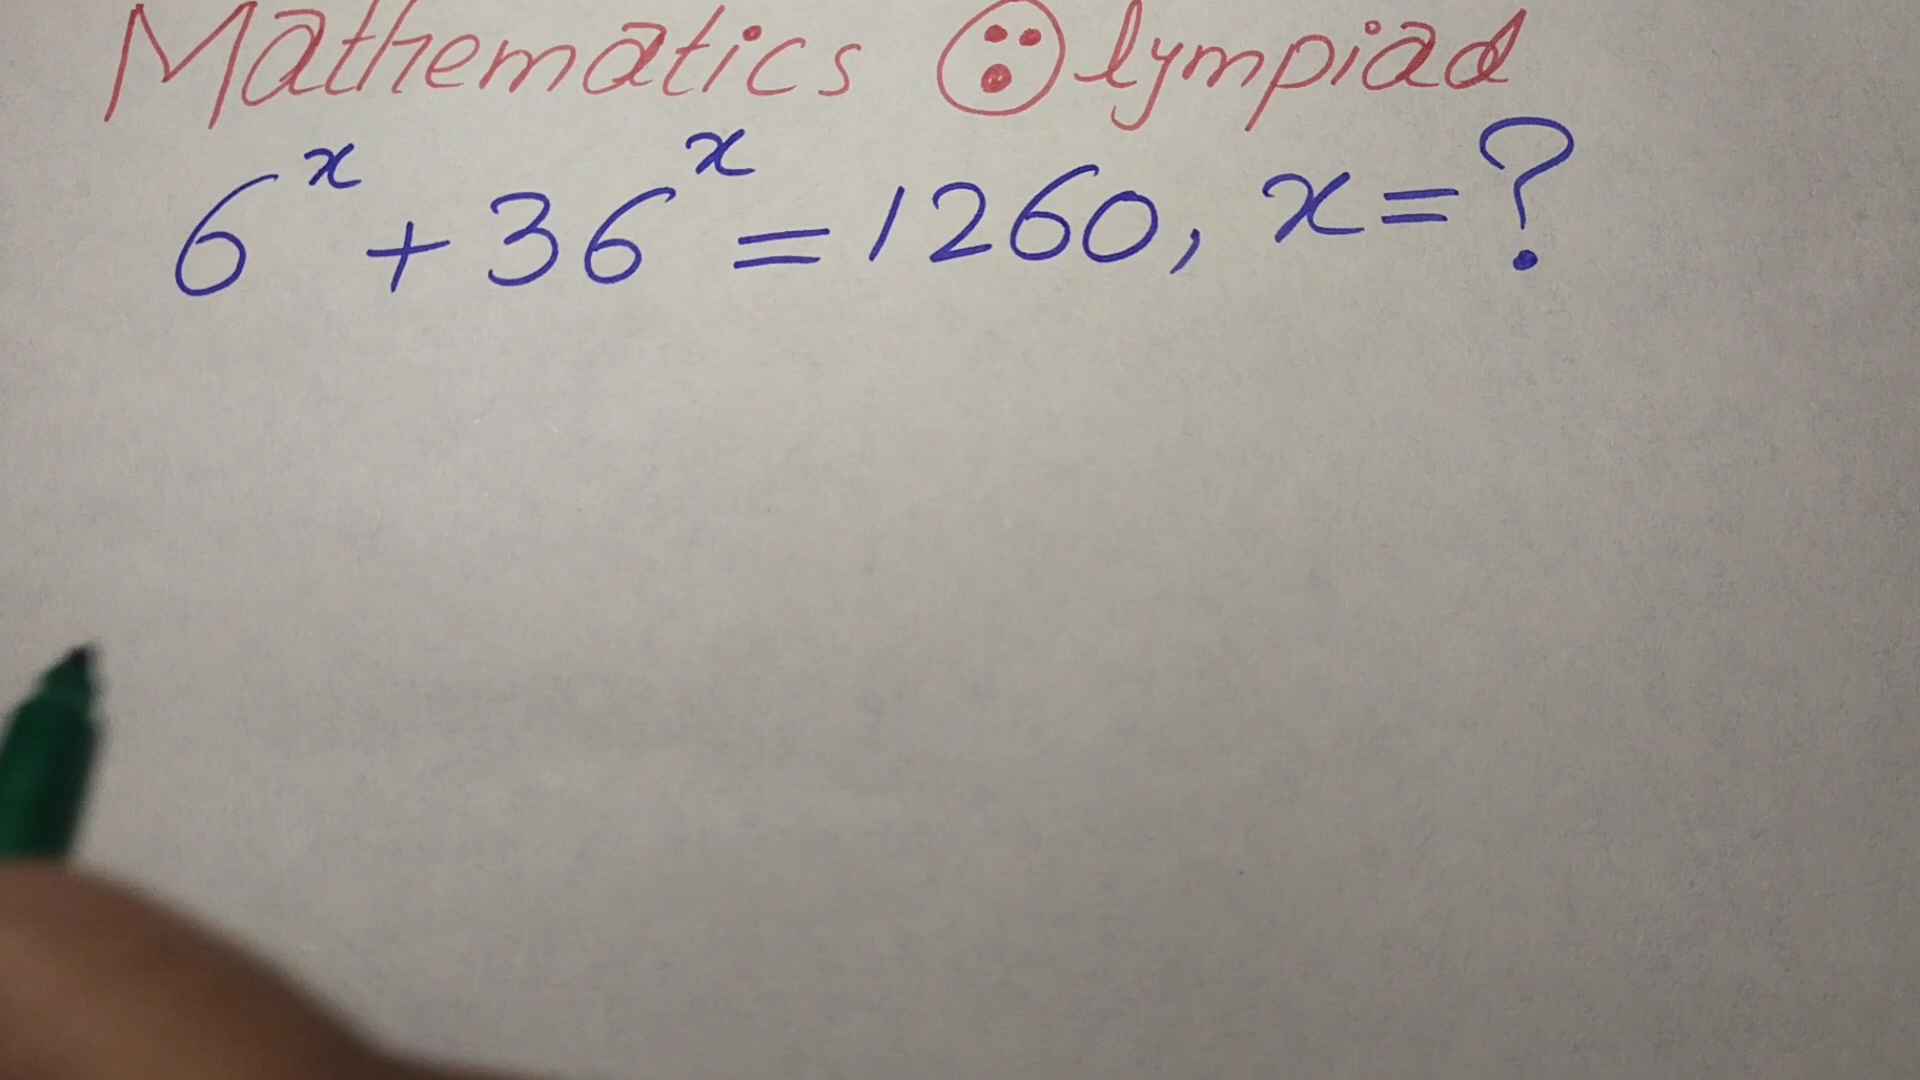 Mathematics Olympiad
6^x + 36^x = 1260, x = ?